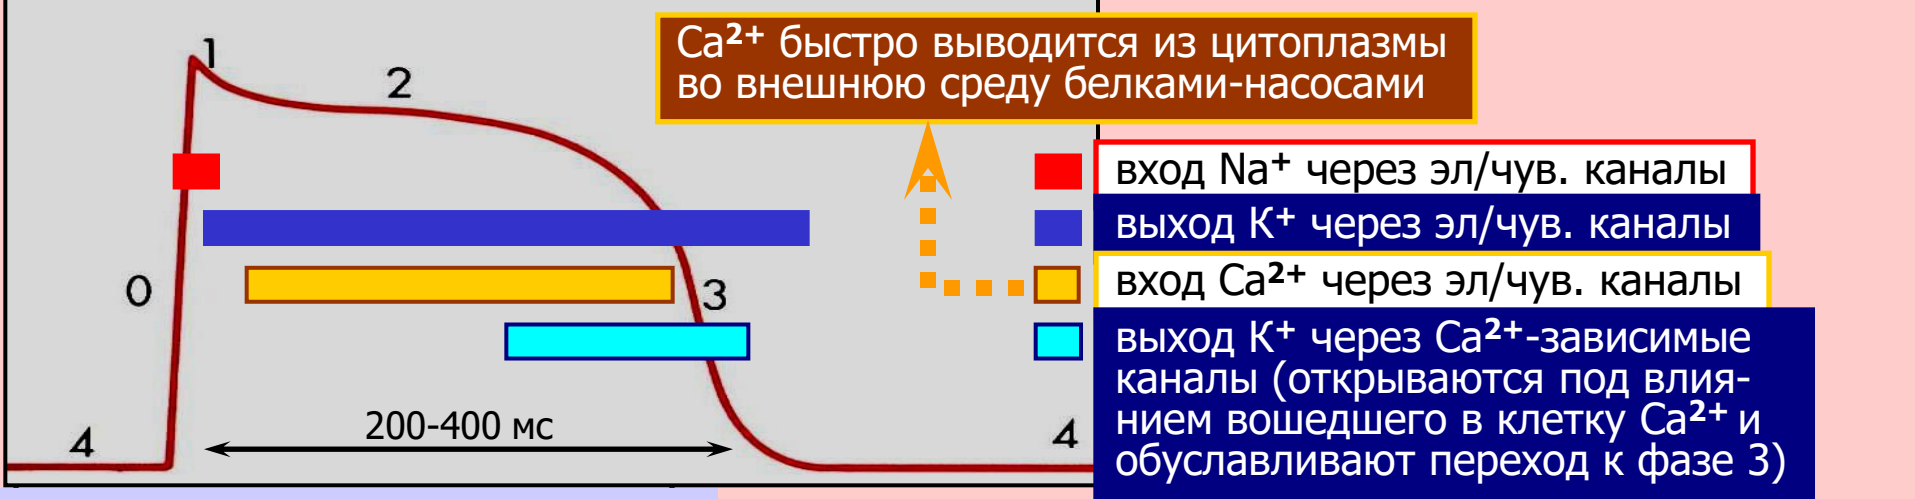 1
2
0
3
4
4
200-400 мс
Ca²⁺ быстро выводится из цитоплазмы
во внешнюю среду белками-насосами
вход Na⁺ через эл/чув. каналы
выход К⁺ через эл/чув. каналы
вход Ca²⁺ через эл/чув. каналы
выход К⁺ через Ca²⁺-зависимые
каналы (открываются под влия-
нием вошедшего в клетку Ca²⁺ и
обуславливают переход к фазе 3)